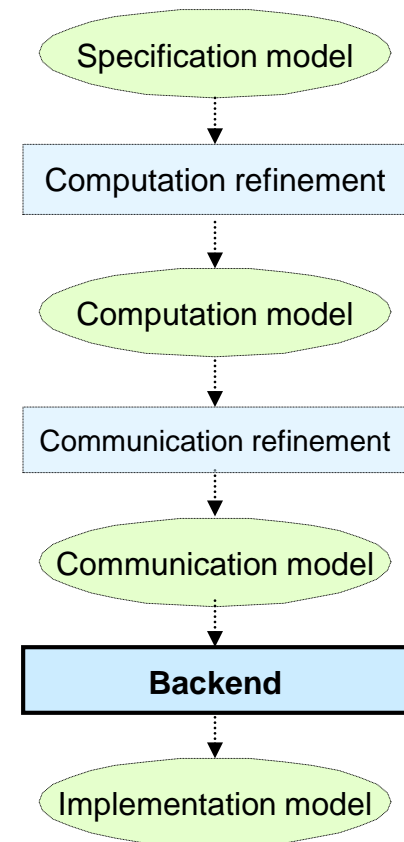 Specification model
Computation refinement
Computation model
Communication refinement
Communication model
Backend
Implementation model